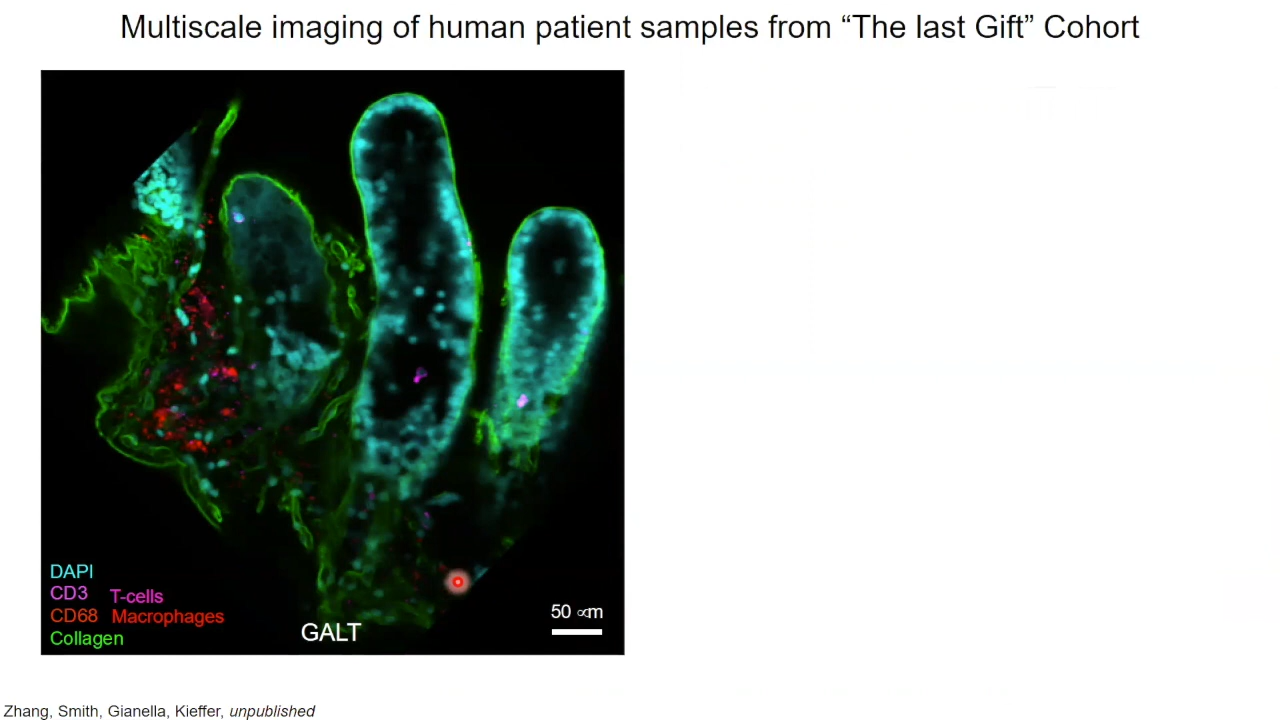 Multiscale imaging of human patient samples from “The last Gift” Cohort
DAPI
CD3 T-cells
CD68 Macrophages
Collagen
GALT
50 ∝m
Zhang, Smith, Gianella, Kieffer, unpublished